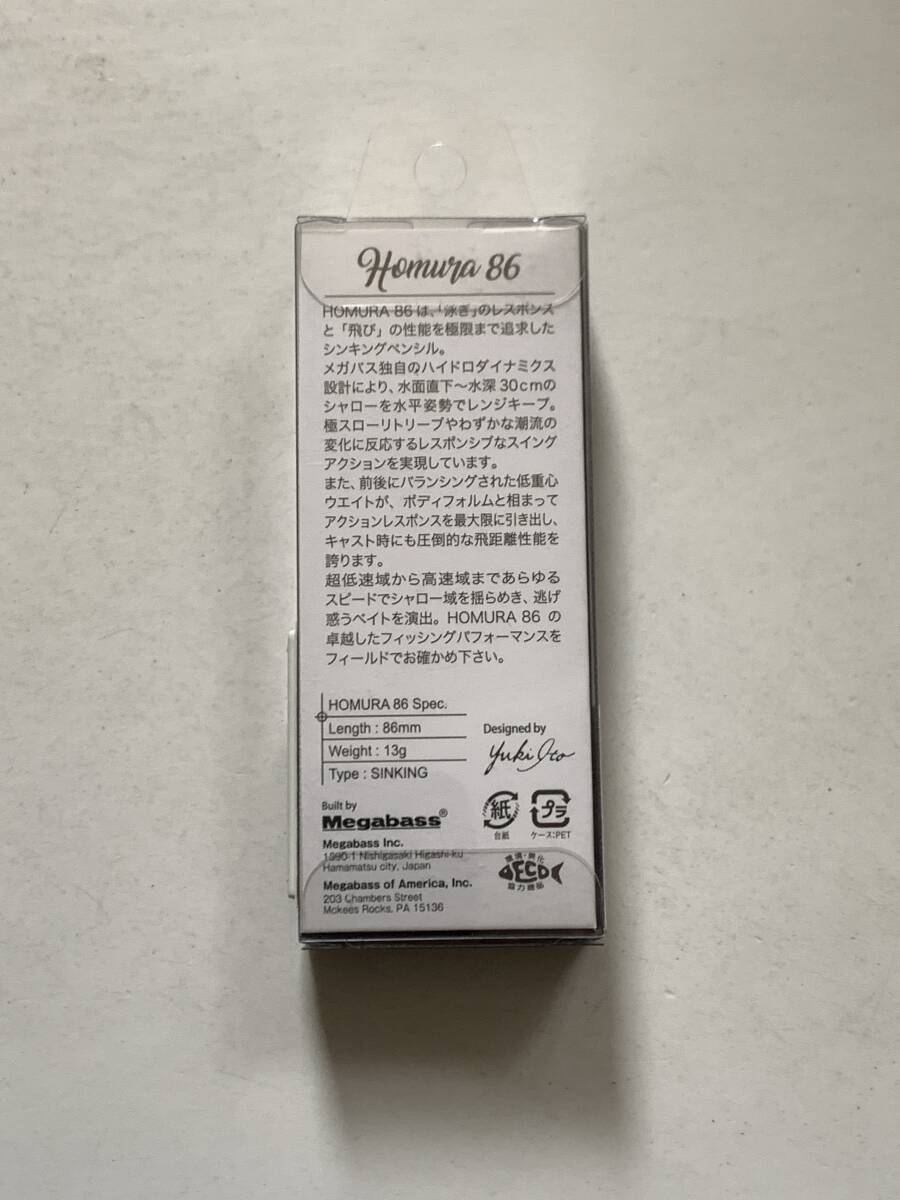 Homura 86
HOMURA 86 は、「泳ぎ」のレスポンス
と「飛び」の性能を極限まで追求した
シンキングペンシル。
メガバス独自のハイドロダイナミクス
設計により、水面直下〜水深30cmの
シャローを水平姿勢でレンジキープ。
極スローリトリーブやわずかな潮流の
変化に反応するレスポンシブなスイング
アクションを実現しています。
また、前後にバランシングされた低重心
ウエイトが、ボディフォルムと相まって
アクションレスポンスを最大限に引き出し、
キャスト時にも圧倒的な飛距離性能を
誇ります。
超低速域から高速域まであらゆる
スピードでシャロー域を揺らめき、逃げ
惑うベイトを演出。HOMURA 86 の
卓越したフィッシングパフォーマンスを
フィールドでお確かめ下さい。
HOMURA 86 Spec.
Length : 86mm
Weight : 13g
Type : SINKING
Designed by
Yuki Ito
Built by
Megabass®
紙
台紙
プラ
ケース:PET
Megabass Inc.
1990-1 Nishigasaki Higashi-ku
Hamamatsu city, Japan
Megabass of America, Inc.
203 Chambers Street
Mckees Rocks, PA 15136
ECO
協力商品